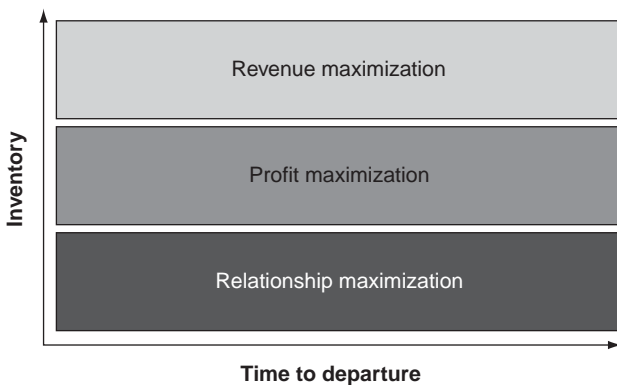 Revenue maximization
Profit maximization
Relationship maximization
Inventory
Time to departure